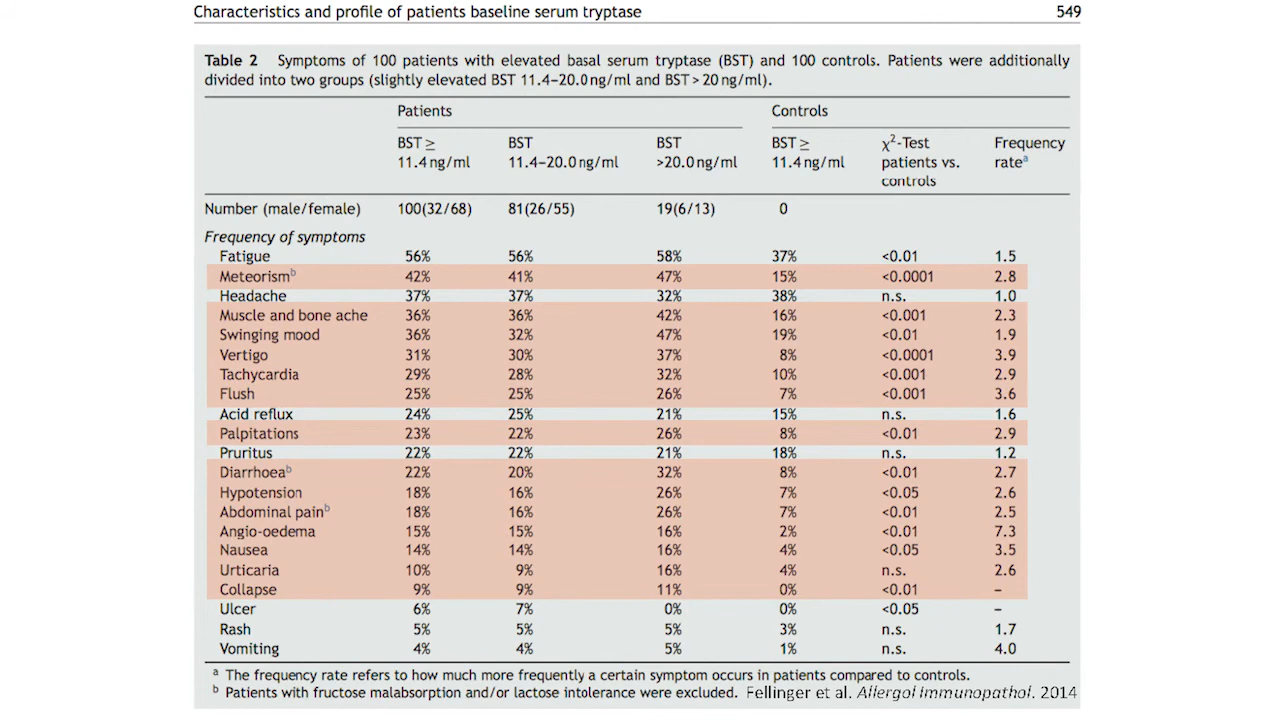 Characteristics and profile of patients baseline serum tryptase 549
Table 2 Symptoms of 100 patients with elevated basal serum tryptase (BST) and 100 controls. Patients were additionally
divided into two groups (slightly elevated BST 11.4–20.0 ng/ml and BST > 20 ng/ml).
Patients Controls
BST ≥ BST BST BST ≥ χ²-Test Frequency
11.4 ng/ml 11.4–20.0 ng/ml >20.0 ng/ml 11.4 ng/ml patients vs. rateᵃ
controls
Number (male/female) 100(32/68) 81(26/55) 19(6/13) 0
Frequency of symptoms
Fatigue 56% 56% 58% 37% <0.01 1.5
Meteorismᵇ 42% 41% 47% 15% <0.0001 2.8
Headache 37% 37% 32% 38% n.s. 1.0
Muscle and bone ache 36% 36% 42% 16% <0.001 2.3
Swinging mood 36% 32% 47% 19% <0.01 1.9
Vertigo 31% 30% 37% 8% <0.0001 3.9
Tachycardia 29% 28% 32% 10% <0.001 2.9
Flush 25% 25% 26% 7% <0.001 3.6
Acid reflux 24% 25% 21% 15% n.s. 1.6
Palpitations 23% 22% 26% 8% <0.01 2.9
Pruritus 22% 22% 21% 18% n.s. 1.2
Diarrhoeaᵇ 22% 20% 32% 8% <0.01 2.7
Hypotension 18% 16% 26% 7% <0.05 2.6
Abdominal painᵇ 18% 16% 26% 7% <0.01 2.5
Angio-oedema 15% 15% 16% 2% <0.01 7.3
Nausea 14% 14% 16% 4% <0.05 3.5
Urticaria 10% 9% 16% 4% n.s. 2.6
Collapse 9% 9% 11% 0% <0.01 –
Ulcer 6% 7% 0% 0% <0.05 –
Rash 5% 5% 5% 3% n.s. 1.7
Vomiting 4% 4% 5% 1% n.s. 4.0
ᵃ The frequency rate refers to how much more frequently a certain symptom occurs in patients compared to controls.
ᵇ Patients with fructose malabsorption and/or lactose intolerance were excluded. Fellinger et al. Allergol Immunopathol. 2014